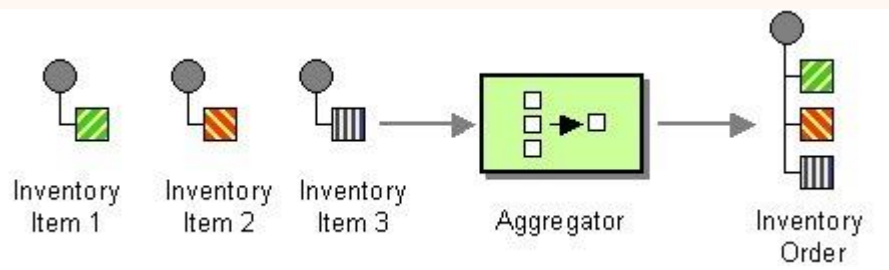 Inventory
Item 1
Inventory
Item 2
Inventory
Item 3
Aggregator
Inventory
Order